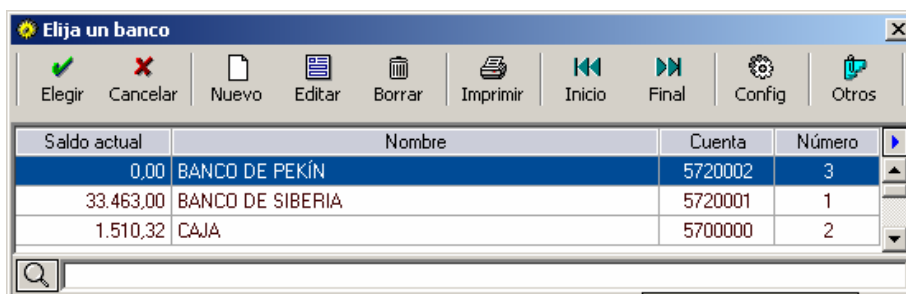 Elija un banco
Elegir Cancelar Nuevo Editar Borrar Imprimir Inicio Final Config Otros
Saldo actual Nombre Cuenta Número
0,00 BANCO DE PEKÍN 5720002 3
33.463,00 BANCO DE SIBERIA 5720001 1
1.510,32 CAJA 5700000 2